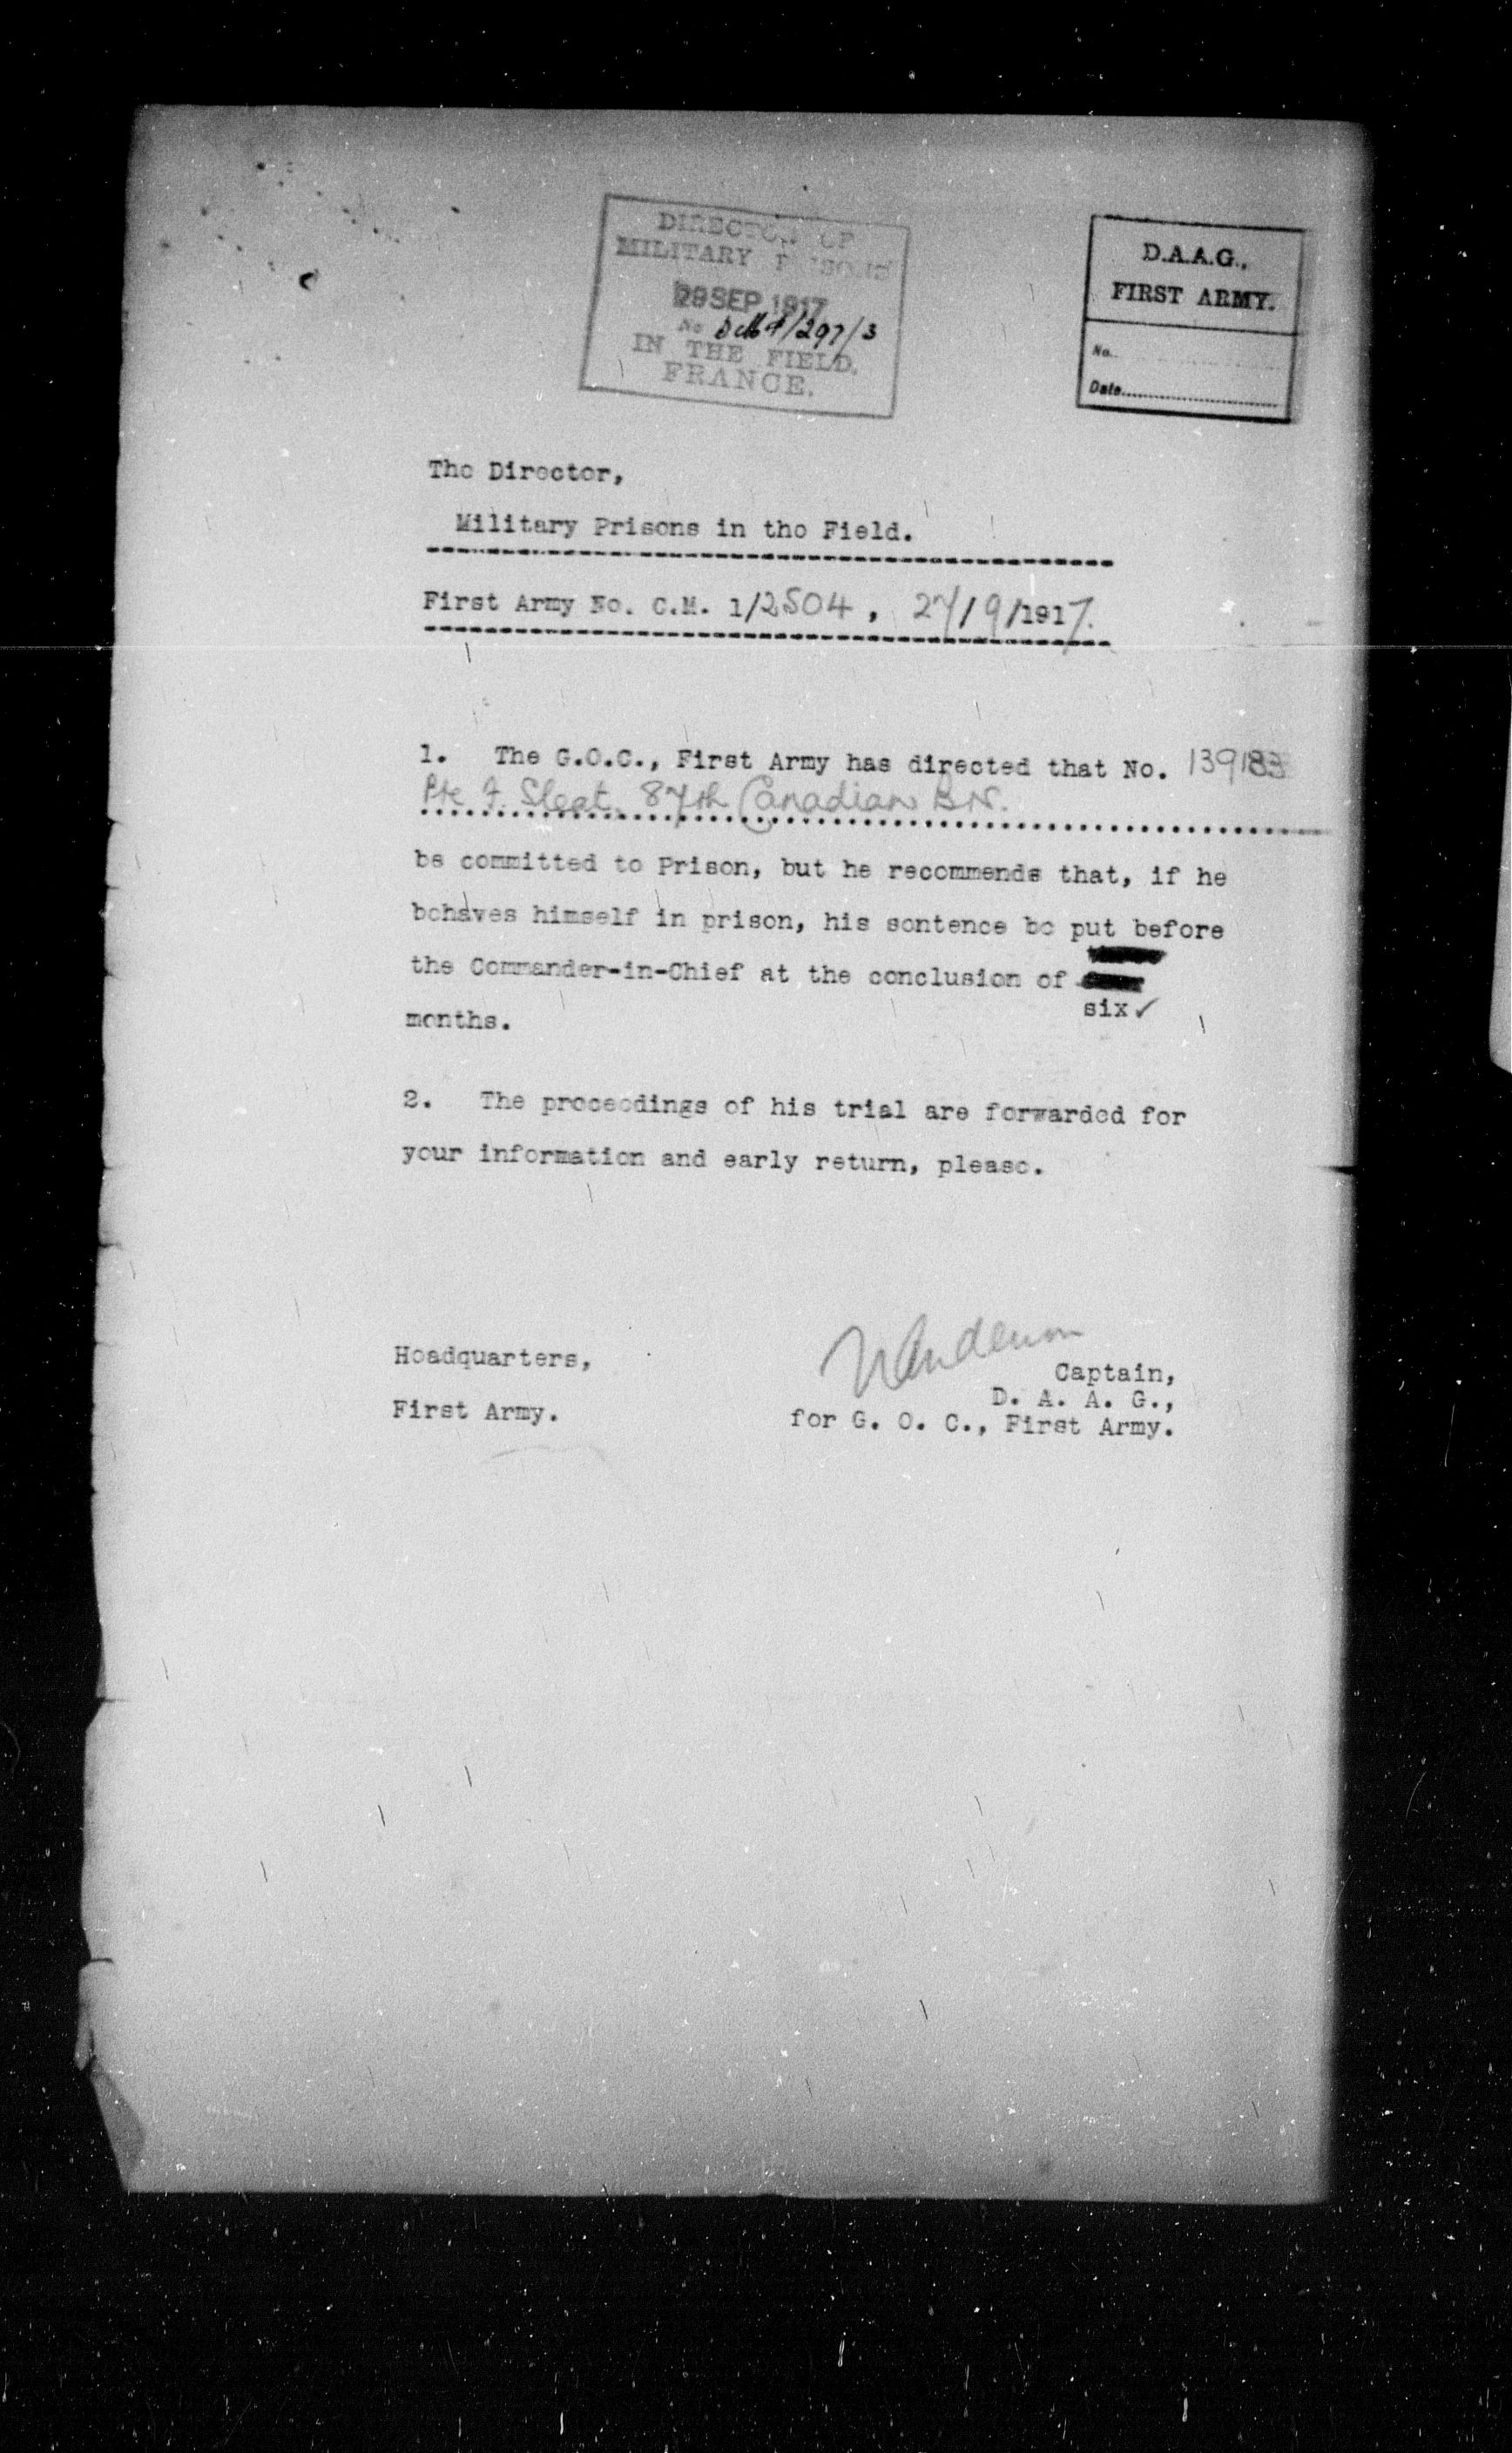 DIRECTOR OF
MILITARY PRISONS
29 SEP 1917
No /297/3
IN THE FIELD.
FRANCE.
D.A.A.G.,
FIRST ARMY.
No.
Date
The Director,
Military Prisons in the Field.
First Army No. C.M. 1/2504, 27/9/1917.
1. The G.O.C., First Army has directed that No. 139183
Pte F. Sleat. 87th Canadian BN.
be committed to Prison, but he recommends that, if he
behaves himself in prison, his sentence be put before
the Commander-in-Chief at the conclusion of
six ✓
months.
2. The proceedings of his trial are forwarded for
your information and early return, please.
Headquarters,
First Army.
Captain,
D. A. A. G.,
for G. O. C., First Army.